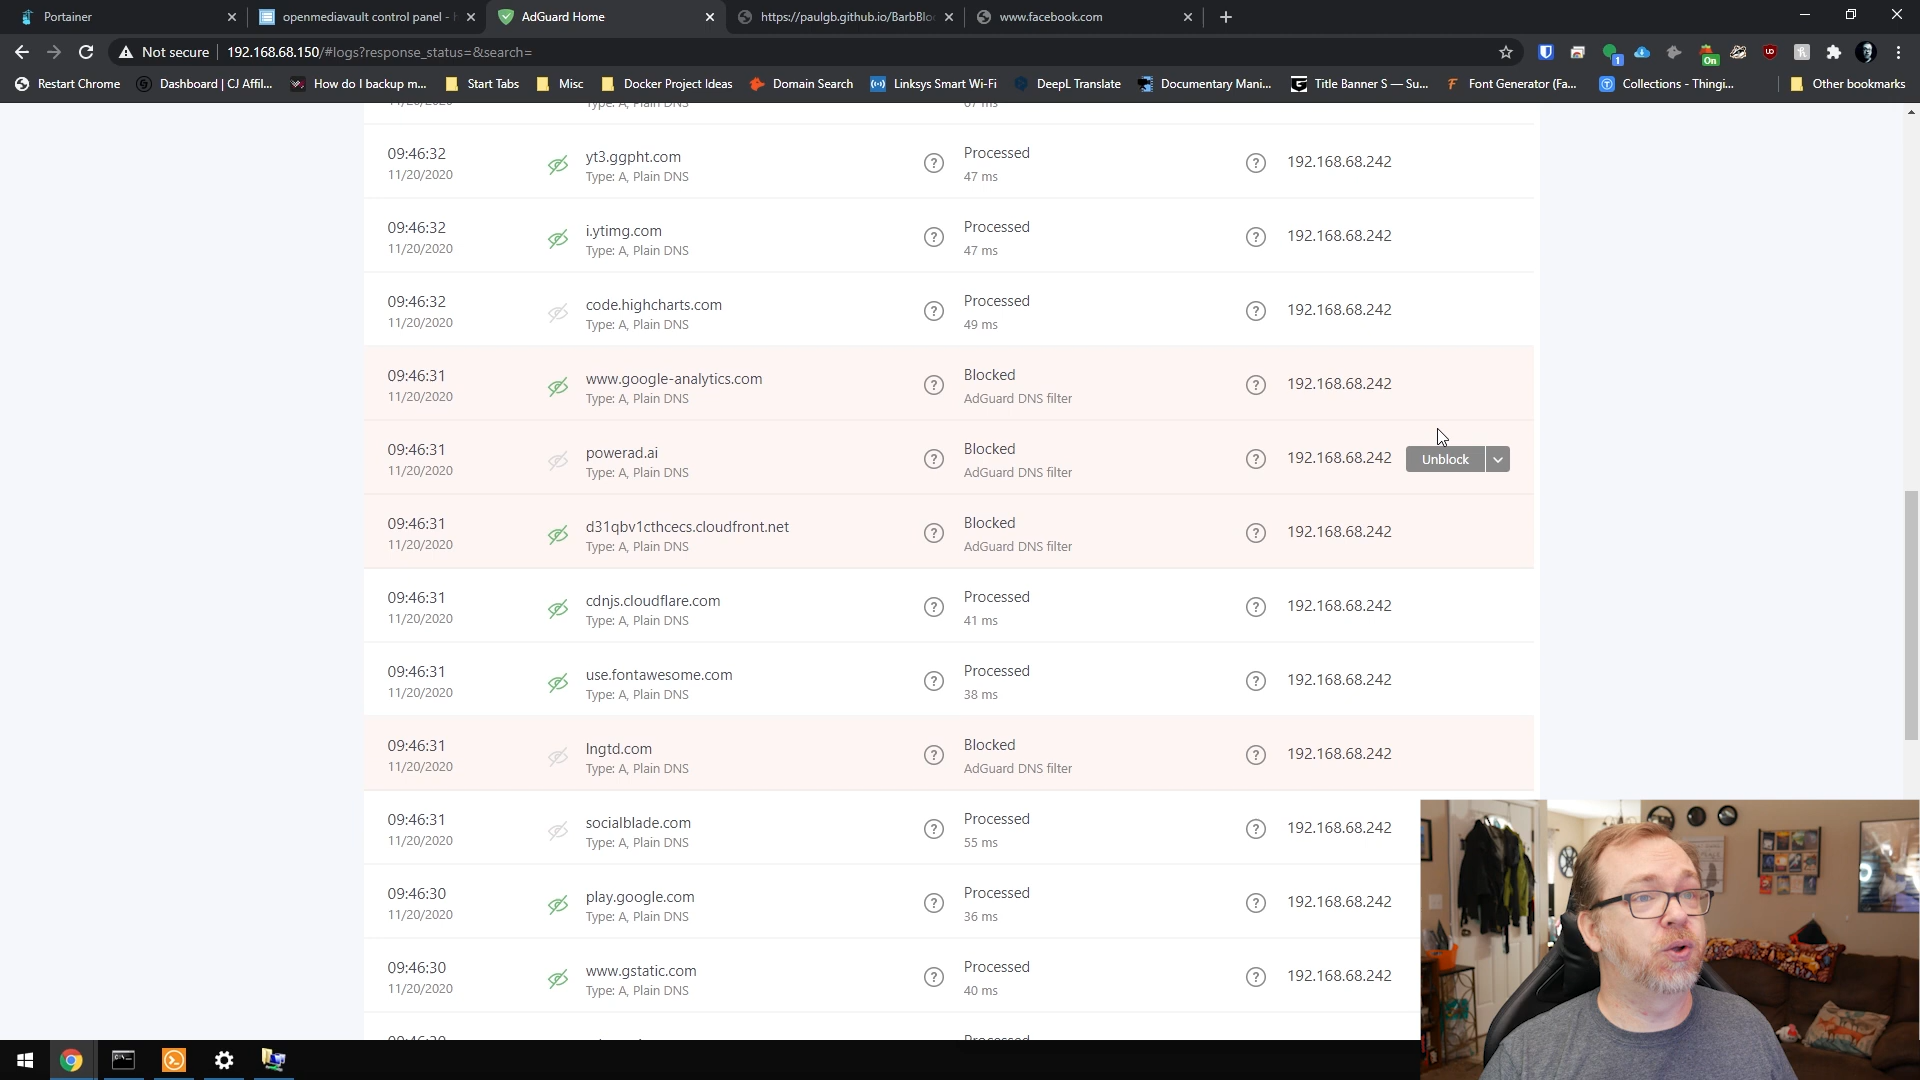 Portainer
openmediavault control panel - 
AdGuard Home
https://paulgb.github.io/BarbBlo
www.facebook.com
Not secure
192.168.68.150/#logs?response_status=&search=
1
On
Restart Chrome
Dashboard | CJ Affil...
How do I backup m...
Start Tabs
Misc
Docker Project Ideas
Domain Search
Linksys Smart Wi-Fi
DeepL Translate
Documentary Mani...
Title Banner S — Su...
Font Generator (Fa...
Collections - Thingi...
Other bookmarks
11/20/2020
Type: A, Plain DNS
67 ms
09:46:32
11/20/2020
yt3.ggpht.com
Type: A, Plain DNS
Processed
47 ms
192.168.68.242
09:46:32
11/20/2020
i.ytimg.com
Type: A, Plain DNS
Processed
47 ms
192.168.68.242
09:46:32
11/20/2020
code.highcharts.com
Type: A, Plain DNS
Processed
49 ms
192.168.68.242
09:46:31
11/20/2020
www.google-analytics.com
Type: A, Plain DNS
Blocked
AdGuard DNS filter
192.168.68.242
09:46:31
11/20/2020
powerad.ai
Type: A, Plain DNS
Blocked
AdGuard DNS filter
192.168.68.242
Unblock
09:46:31
11/20/2020
d31qbv1cthcecs.cloudfront.net
Type: A, Plain DNS
Blocked
AdGuard DNS filter
192.168.68.242
09:46:31
11/20/2020
cdnjs.cloudflare.com
Type: A, Plain DNS
Processed
41 ms
192.168.68.242
09:46:31
11/20/2020
use.fontawesome.com
Type: A, Plain DNS
Processed
38 ms
192.168.68.242
09:46:31
11/20/2020
lngtd.com
Type: A, Plain DNS
Blocked
AdGuard DNS filter
192.168.68.242
09:46:31
11/20/2020
socialblade.com
Type: A, Plain DNS
Processed
55 ms
192.168.68.242
09:46:30
11/20/2020
play.google.com
Type: A, Plain DNS
Processed
36 ms
192.168.68.242
09:46:30
11/20/2020
www.gstatic.com
Type: A, Plain DNS
Processed
40 ms
192.168.68.242
09:46:30
Processed